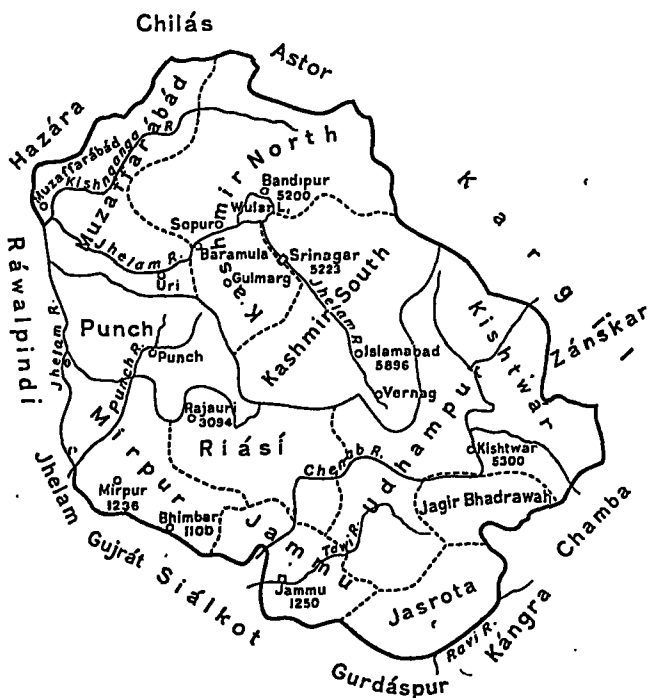 Chilás
Astor
Hazára
Muzaffarábád
Kishnganga R.
Muzaffarábád
Kashmir North
Kargil
Bandipur
5200
Wular L.
Sopur
Jhelam R.
Baramula
Srinagar
5223
Gulmarg
Uri
Ráwalpindi
Jhelam R.
Kashmir South
Jhelam R.
Kishtwar
Zánskar
Punch
Punch
Punch R.
Islamabad
5896
Vernag
Mirpur
Rajauri
3094
Riásí
Udhampur
Chenab R.
Kishtwar
5300
Jhelam
Mirpur
1236
Bhimbar
1100
Jammu
Tawi R.
Jagir Bhadrawah
Chamba
Gujrát
Siálkot
Jammu
1250
Jasrota
Ravi R.
Kángra
Gurdáspur